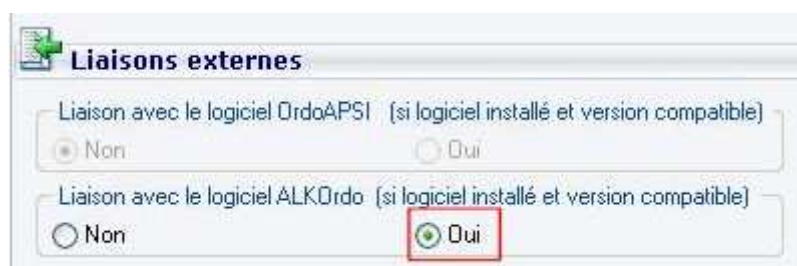 Liaisons externes
Liaison avec le logiciel OrdoAPSI (si logiciel installé et version compatible)
Non Oui
Liaison avec le logiciel ALKOrdo (si logiciel installé et version compatible)
Non Oui